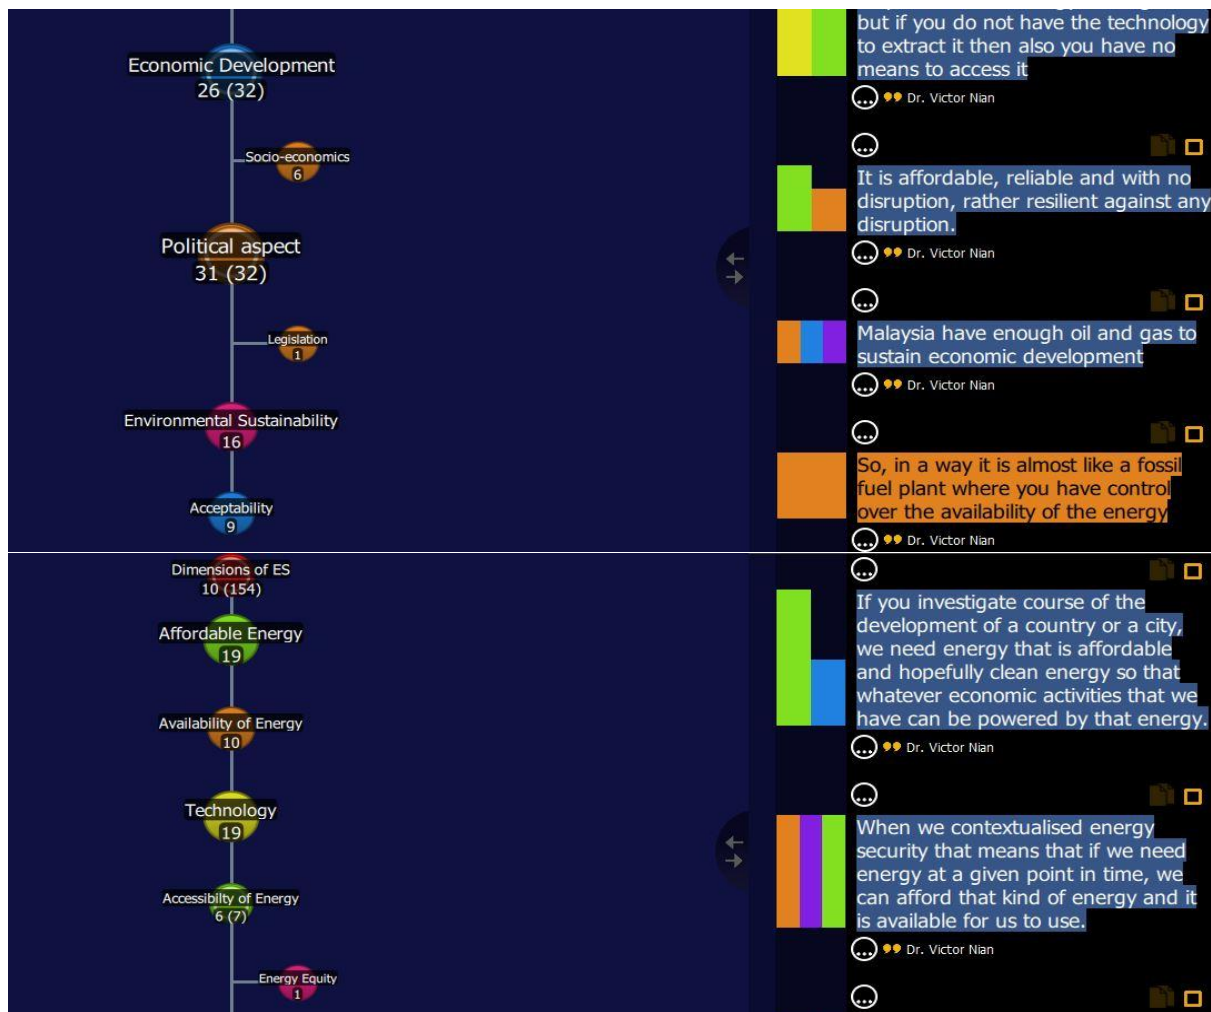 Economic Development
26 (32)
Socio-economics
6
Political aspect
31 (32)
Legislation
1
Environmental Sustainability
16
Acceptability
9
but if you do not have the technology
to extract it then also you have no
means to access it
Dr. Victor Nian
It is affordable, reliable and with no
disruption, rather resilient against any
disruption.
Dr. Victor Nian
Malaysia have enough oil and gas to
sustain economic development
Dr. Victor Nian
So, in a way it is almost like a fossil
fuel plant where you have control
over the availability of the energy
Dr. Victor Nian
Dimensions of ES
10 (154)
Affordable Energy
19
Availability of Energy
10
Technology
19
Accessibilty of Energy
6 (7)
Energy Equity
1
If you investigate course of the
development of a country or a city,
we need energy that is affordable
and hopefully clean energy so that
whatever economic activities that we
have can be powered by that energy.
Dr. Victor Nian
When we contextualised energy
security that means that if we need
energy at a given point in time, we
can afford that kind of energy and it
is available for us to use.
Dr. Victor Nian